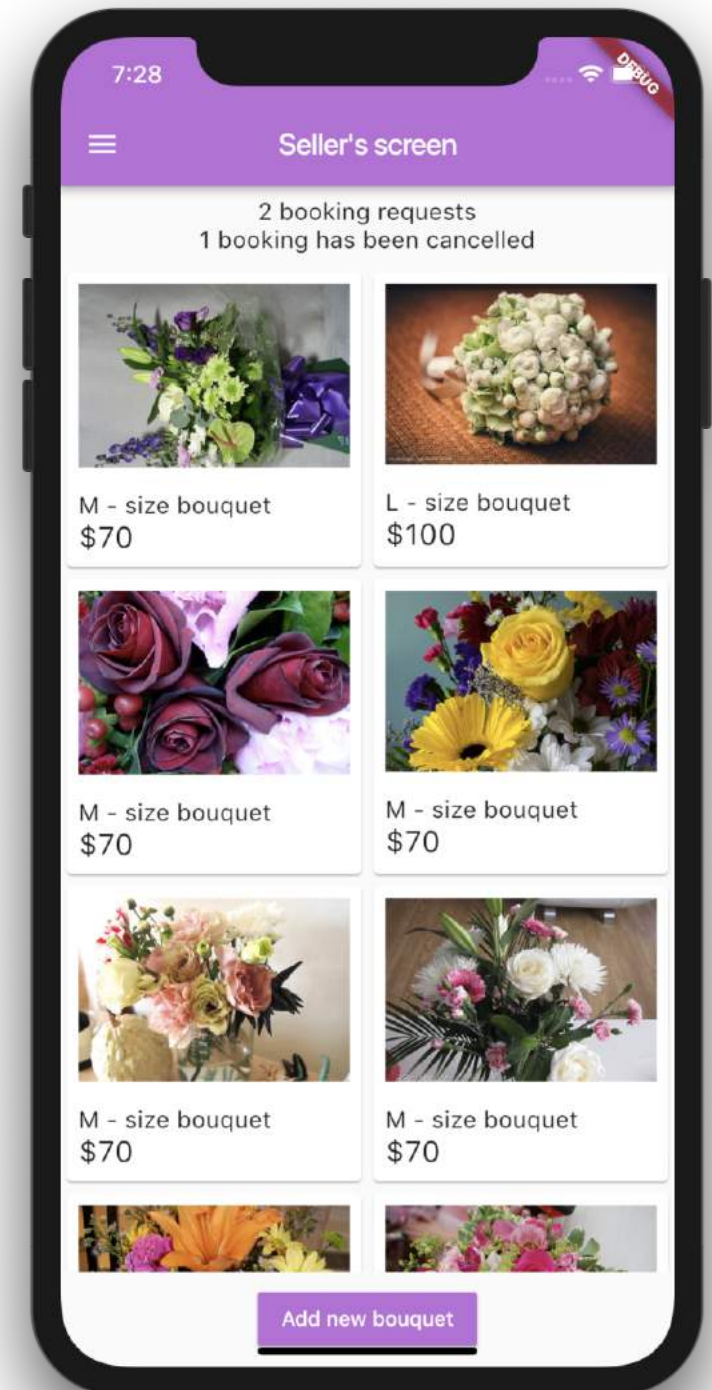 7:28
DEBUG
Seller's screen
2 booking requests
1 booking has been cancelled
M - size bouquet
$70
L - size bouquet
$100
M - size bouquet
$70
M - size bouquet
$70
M - size bouquet
$70
M - size bouquet
$70
Add new bouquet